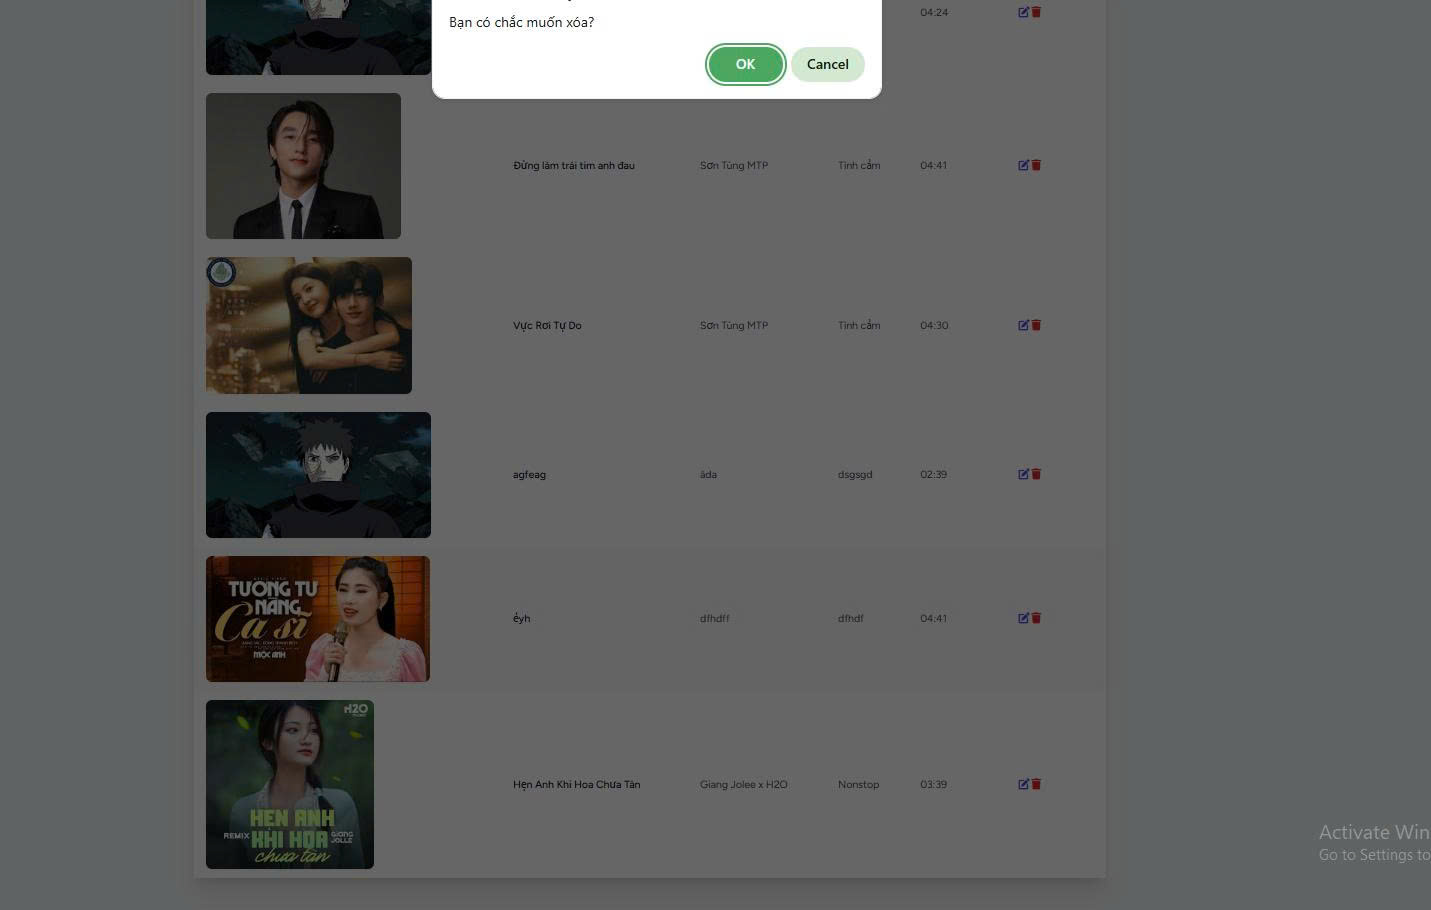 Bạn có chắc muốn xóa?
OK Cancel
04:24
Đừng làm trái tim anh đau Sơn Tùng MTP Tình cảm 04:41
Vực Rơi Tự Do Sơn Tùng MTP Tình cảm 04:30
agfeag âda dsgsgd 02:39
TƯƠNG TƯ
NÀNG
Ca sĩ
MỘC ANH
éyh dfhdff dfhdf 04:41
H2O
HẸN ANH
REMIX KHI HOA GIANG
JOLLE
chưa tàn
Hẹn Anh Khi Hoa Chưa Tàn Giang Jolee x H2O Nonstop 03:39
Activate Win
Go to Settings to